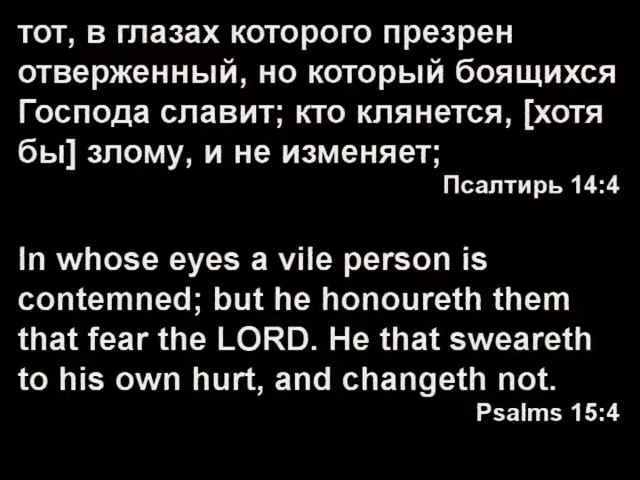 тот, в глазах которого презрен
отверженный, но который боящихся
Господа славит; кто клянется, [хотя
бы] злому, и не изменяет;
Псалтирь 14:4
In whose eyes a vile person is
contemned; but he honoureth them
that fear the LORD. He that sweareth
to his own hurt, and changeth not.
Psalms 15:4